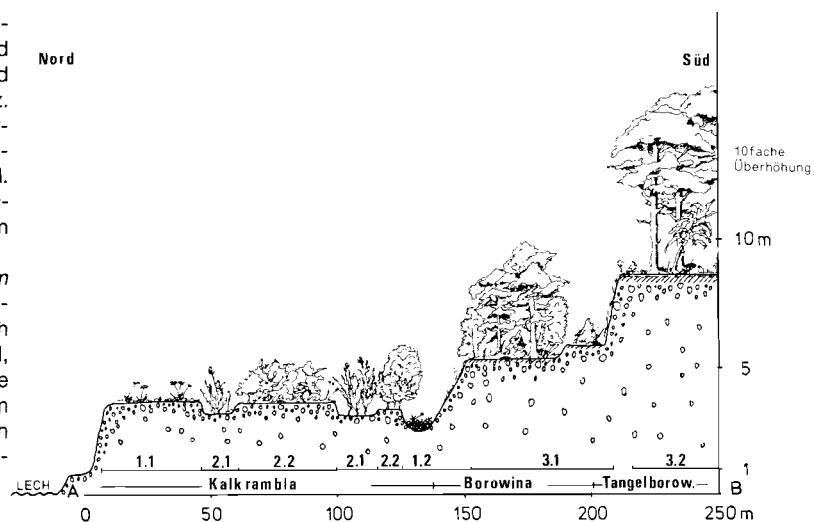 Nord
Süd
10fache
Überhöhung
10 m
5
1
1.1 2.1 2.2 2.1 2.2 1.2 3.1 3.2
LECH A Kalkrambla Borowina Tangelborow. B
0 50 100 150 200 250 m